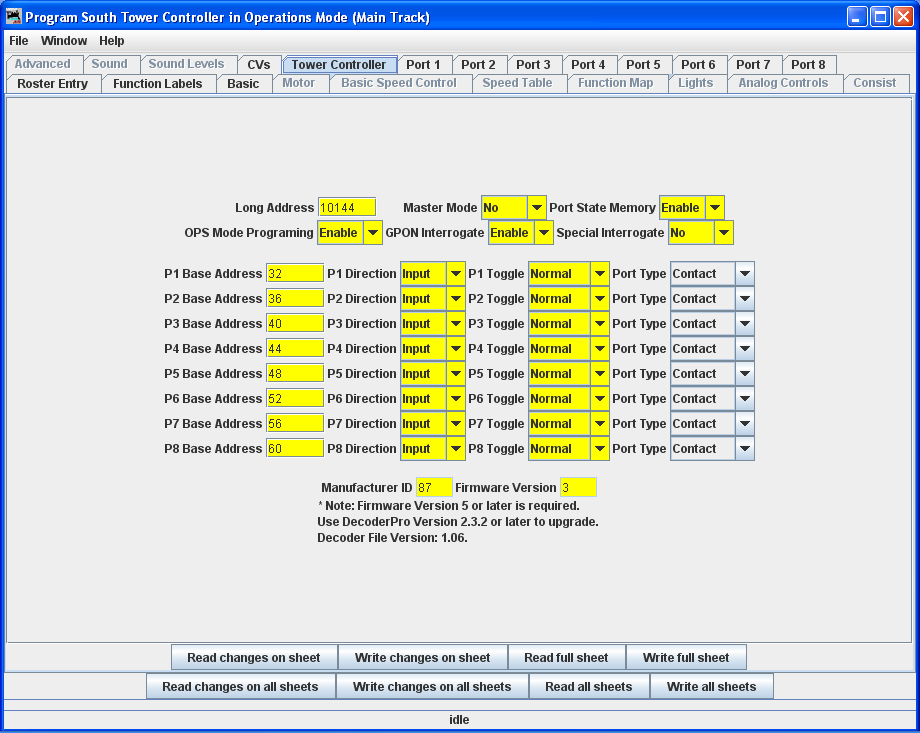 Program South Tower Controller in Operations Mode (Main Track)
File Window Help
Advanced Sound Sound Levels CVs Tower Controller Port 1 Port 2 Port 3 Port 4 Port 5 Port 6 Port 7 Port 8
Roster Entry Function Labels Basic Motor Basic Speed Control Speed Table Function Map Lights Analog Controls Consist
Long Address 10144 Master Mode No Port State Memory Enable
OPS Mode Programing Enable GPON Interrogate Enable Special Interrogate No
P1 Base Address 32 P1 Direction Input P1 Toggle Normal Port Type Contact
P2 Base Address 36 P2 Direction Input P2 Toggle Normal Port Type Contact
P3 Base Address 40 P3 Direction Input P3 Toggle Normal Port Type Contact
P4 Base Address 44 P4 Direction Input P4 Toggle Normal Port Type Contact
P5 Base Address 48 P5 Direction Input P5 Toggle Normal Port Type Contact
P6 Base Address 52 P6 Direction Input P6 Toggle Normal Port Type Contact
P7 Base Address 56 P7 Direction Input P7 Toggle Normal Port Type Contact
P8 Base Address 60 P8 Direction Input P8 Toggle Normal Port Type Contact
Manufacturer ID 87 Firmware Version 3
* Note: Firmware Version 5 or later is required.
Use DecoderPro Version 2.3.2 or later to upgrade.
Decoder File Version: 1.06.
Read changes on sheet Write changes on sheet Read full sheet Write full sheet
Read changes on all sheets Write changes on all sheets Read all sheets Write all sheets
idle